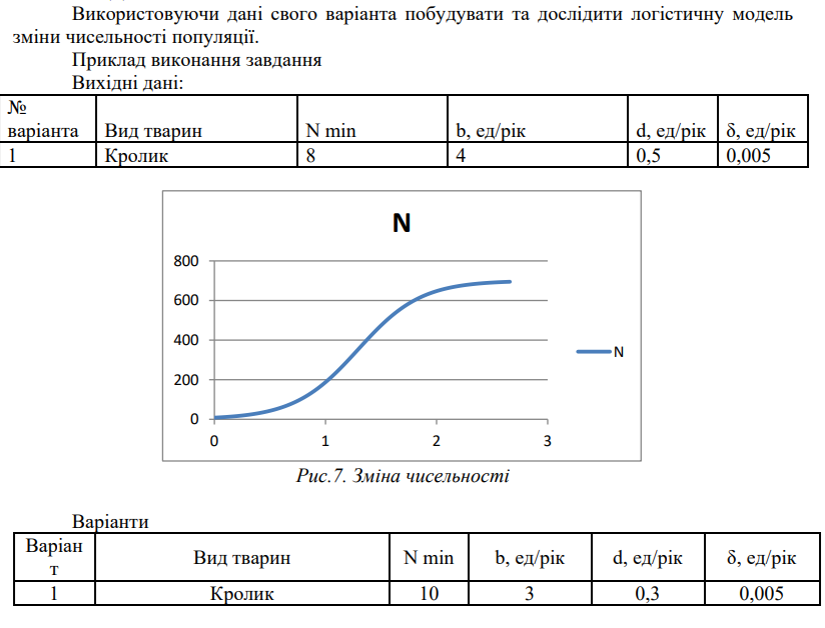 Використовуючи дані свого варіанта побудувати та дослідити логістичну модель
зміни чисельності популяції.
Приклад виконання завдання
Вихідні дані:
№
варіанта Вид тварин N min b, ед/рік d, ед/рік δ, ед/рік
1 Кролик 8 4 0,5 0,005
N
800
600
400
200
0
0 1 2 3
N
Рис.7. Зміна чисельності
Варіанти
Варіан
т Вид тварин N min b, ед/рік d, ед/рік δ, ед/рік
1 Кролик 10 3 0,3 0,005